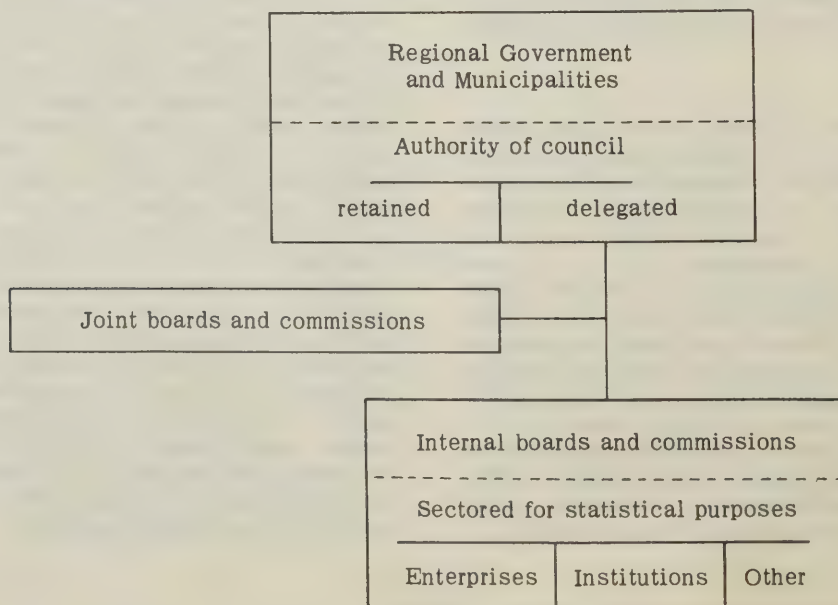 Regional Government
and Municipalities
Authority of council
retained delegated
Joint boards and commissions
Internal boards and commissions
Sectored for statistical purposes
Enterprises Institutions Other